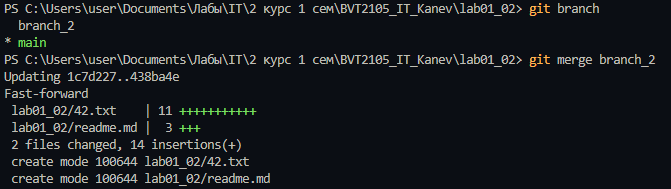 PS C:\Users\user\Documents\Лабы\IT\2 курс 1 сем\BVT2105_IT_Kanev\lab01_02> git branch
  branch_2
* main
PS C:\Users\user\Documents\Лабы\IT\2 курс 1 сем\BVT2105_IT_Kanev\lab01_02> git merge branch_2
Updating 1c7d227..438ba4e
Fast-forward
 lab01_02/42.txt    | 11 +++++++++++
 lab01_02/readme.md |  3 +++
 2 files changed, 14 insertions(+)
 create mode 100644 lab01_02/42.txt
 create mode 100644 lab01_02/readme.md